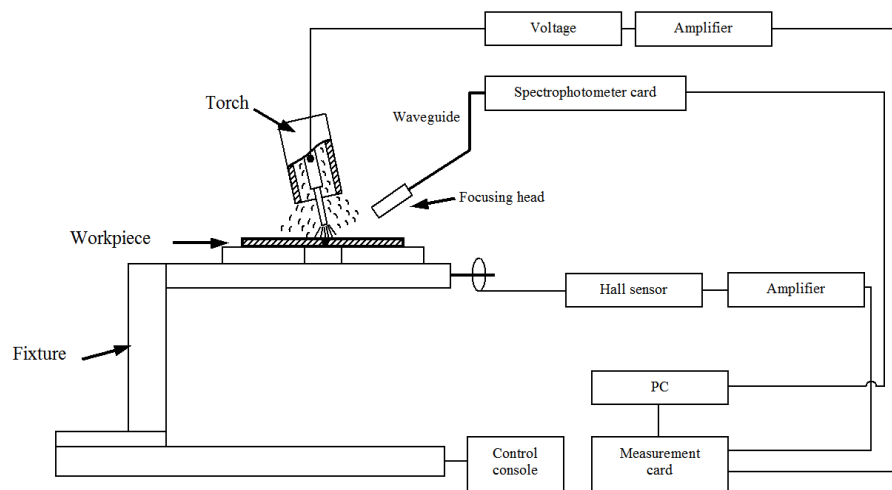 Voltage
Amplifier
Spectrophotometer card
Torch
Waveguide
Focusing head
Workpiece
Hall sensor
Amplifier
Fixture
PC
Control
console
Measurement
card